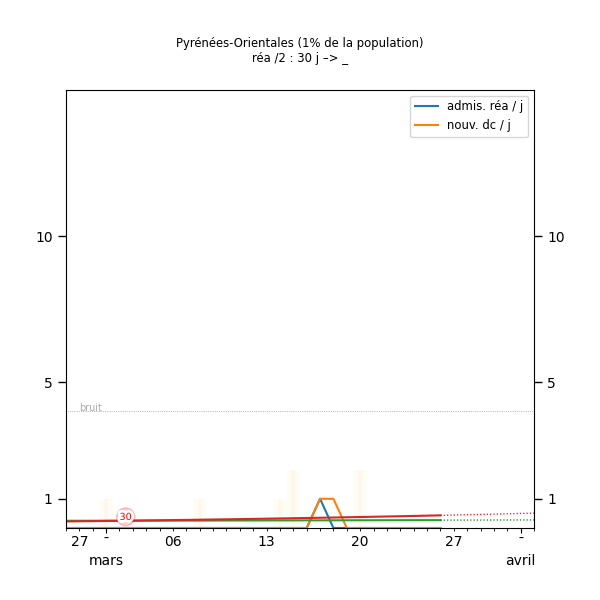 Pyrénées-Orientales (1% de la population)
réa /2 : 30 j –> _
admis. réa / j
nouv. dc / j
10 10
5 5
bruit
1 1
30
27 - 06 13 20 27 -
mars avril